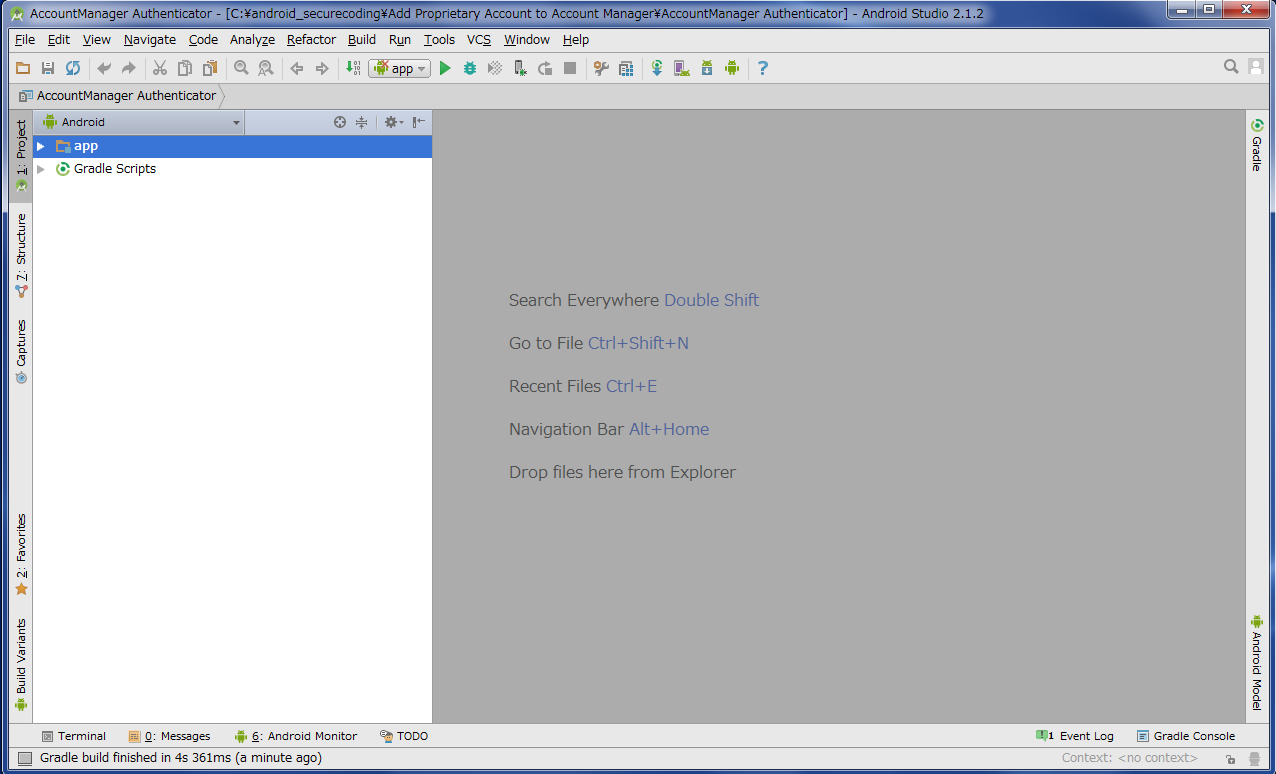 AccountManager Authenticator - [C:¥android_securecoding¥Add Proprietary Account to Account Manager¥AccountManager Authenticator] - Android Studio 2.1.2
File Edit View Navigate Code Analyze Refactor Build Run Tools VCS Window Help
app
AccountManager Authenticator
Android
app
Gradle Scripts
1: Project
7: Structure
Captures
2: Favorites
Build Variants
Search Everywhere Double Shift
Go to File Ctrl+Shift+N
Recent Files Ctrl+E
Navigation Bar Alt+Home
Drop files here from Explorer
Gradle
Android Model
Terminal 0: Messages 6: Android Monitor TODO 1 Event Log Gradle Console
Gradle build finished in 4s 361ms (a minute ago) Context: <no context>